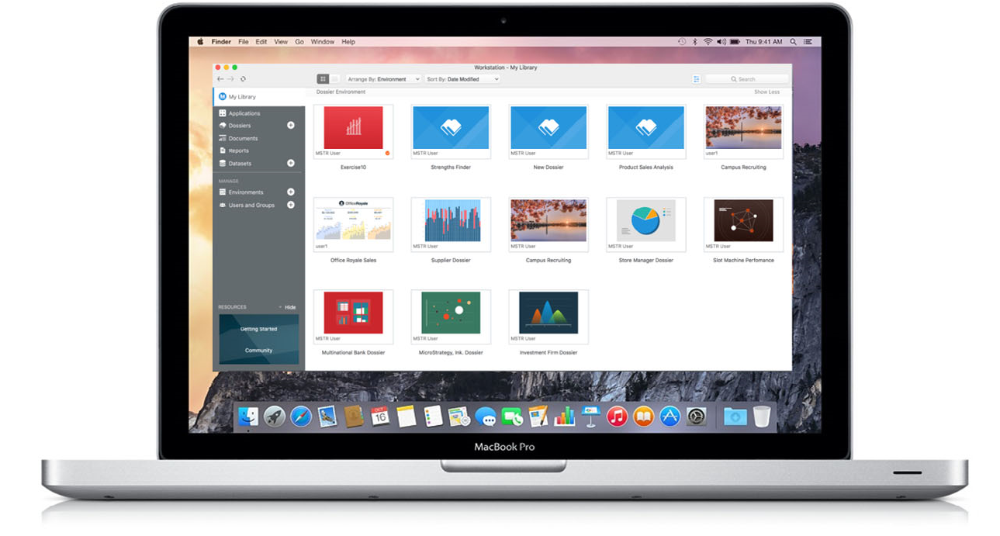 Finder File Edit View Go Window Help Thu 9:41 AM
Workstation - My Library
Arrange By: Environment Sort By: Date Modified Search
My Library
Dossier Environment Show Less
Applications
Dossiers
Documents
Reports
Datasets
MANAGE
Environments
Users and Groups
RESOURCES Hide
Getting Started
Community
MSTR User MSTR User MSTR User MSTR User user1
Exercise10 Strengths Finder New Dossier Product Sales Analysis Campus Recruiting
OfficeRoyale
user1 MSTR User MSTR User MSTR User MSTR User
Office Royale Sales Supplier Dossier Campus Recruiting Store Manager Dossier Slot Machine Perfomance
MSTR User MSTR User MSTR User
Multinational Bank Dossier MicroStrategy, Ink. Dossier Investment Firm Dossier
OCT
16
MacBook Pro